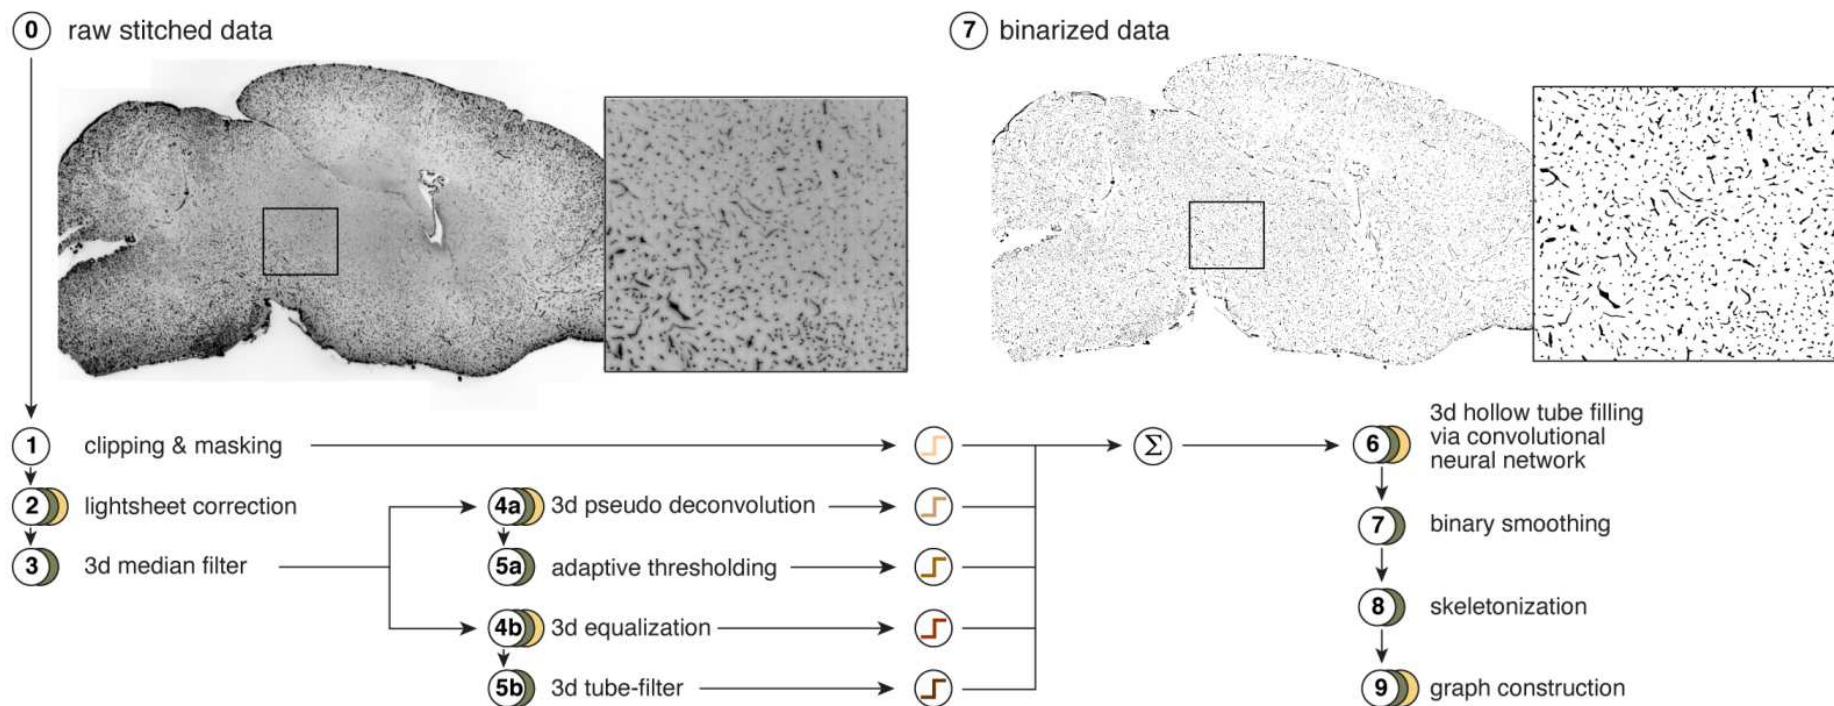 0 raw stitched data
7 binarized data
1 clipping & masking
Σ
6 3d hollow tube filling
via convolutional
neural network
2 lightsheet correction
4a 3d pseudo deconvolution
7 binary smoothing
3 3d median filter
5a adaptive thresholding
4b 3d equalization
8 skeletonization
5b 3d tube-filter
9 graph construction